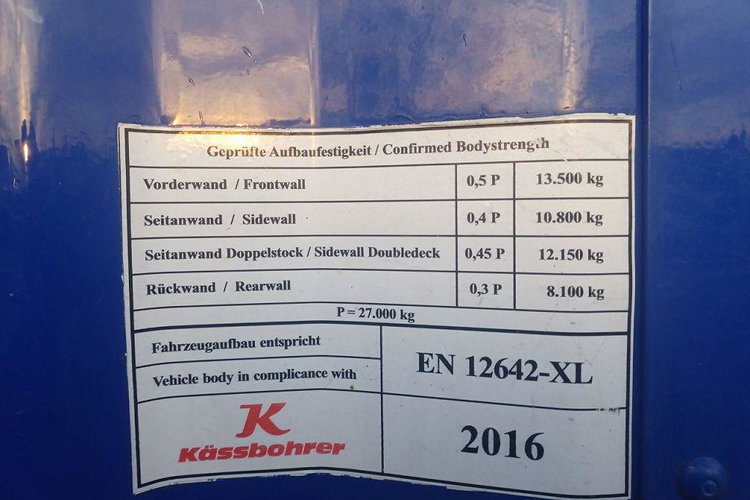 Geprüfte Aufbaufestigkeit / Confirmed Bodystrength
Vorderwand / Frontwall 0,5 P 13.500 kg
Seitanwand / Sidewall 0,4 P 10.800 kg
Seitanwand Doppelstock / Sidewall Doubledeck 0,45 P 12.150 kg
Rückwand / Rearwall 0,3 P 8.100 kg
P = 27.000 kg
Fahrzeugaufbau entspricht
Vehicle body in complicance with
EN 12642-XL
K
Kässbohrer
2016